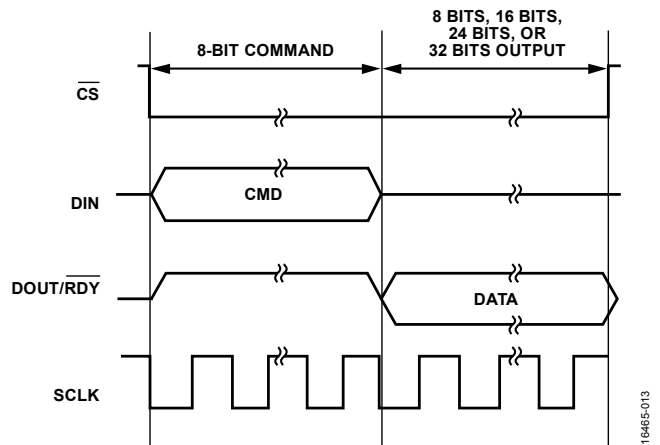 8 BITS, 16 BITS,
24 BITS, OR
32 BITS OUTPUT
8-BIT COMMAND
CS
DIN
CMD
DOUT/RDY
DATA
SCLK
16465-013